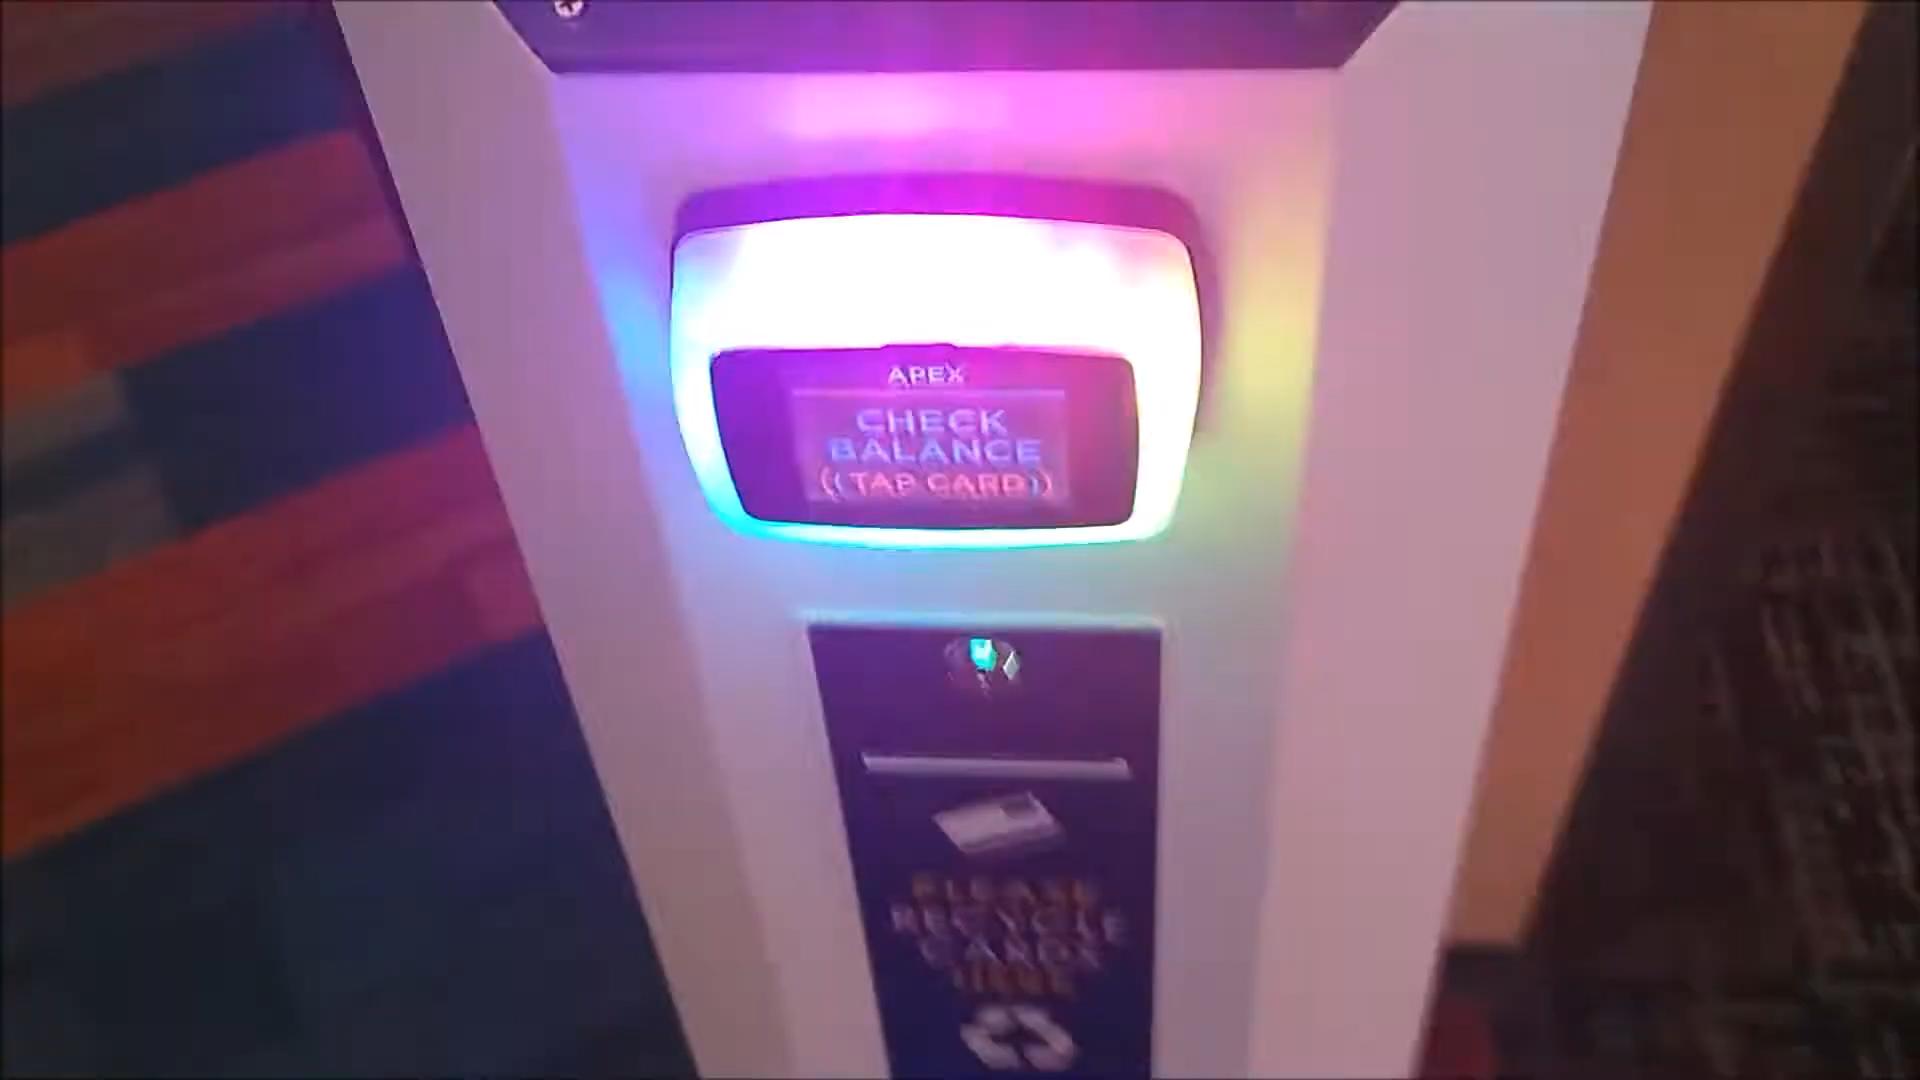 APEX
CHECK
BALANCE
((TAP CARD))
PLEASE
RECYCLE
CARDS
HERE